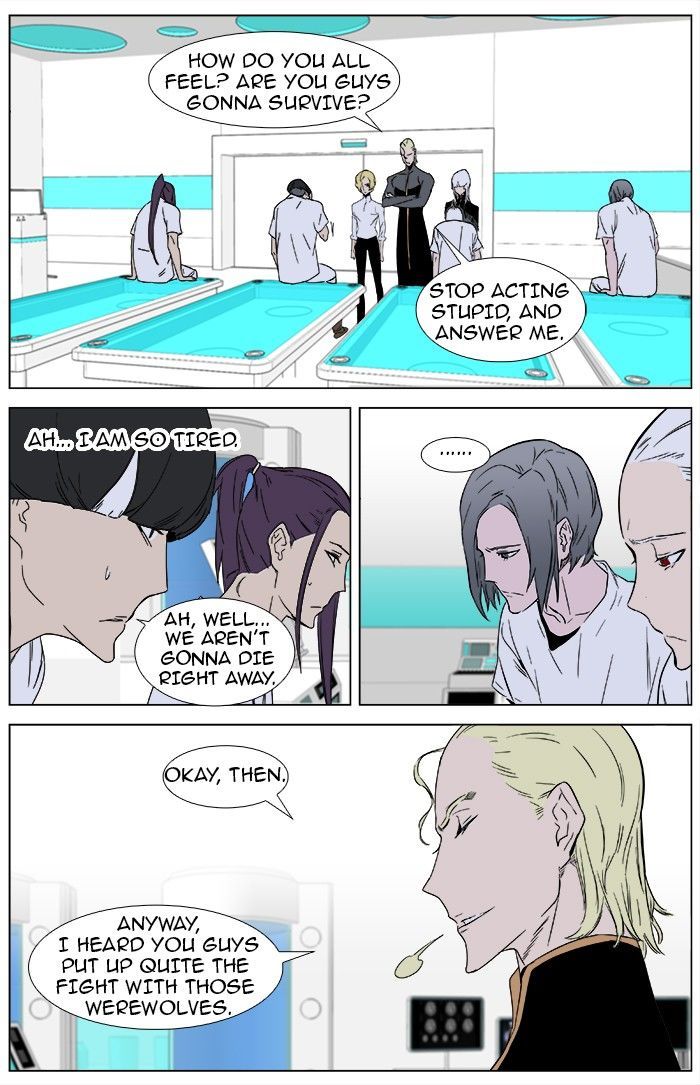 HOW DO YOU ALL
FEEL? ARE YOU GUYS
GONNA SURVIVE?
STOP ACTING
STUPID, AND
ANSWER ME.
AH... I AM SO TIRED.
AH, WELL...
WE AREN'T
GONNA DIE
RIGHT AWAY.
......
OKAY, THEN.
ANYWAY,
I HEARD YOU GUYS
PUT UP QUITE THE
FIGHT WITH THOSE
WEREWOLVES.